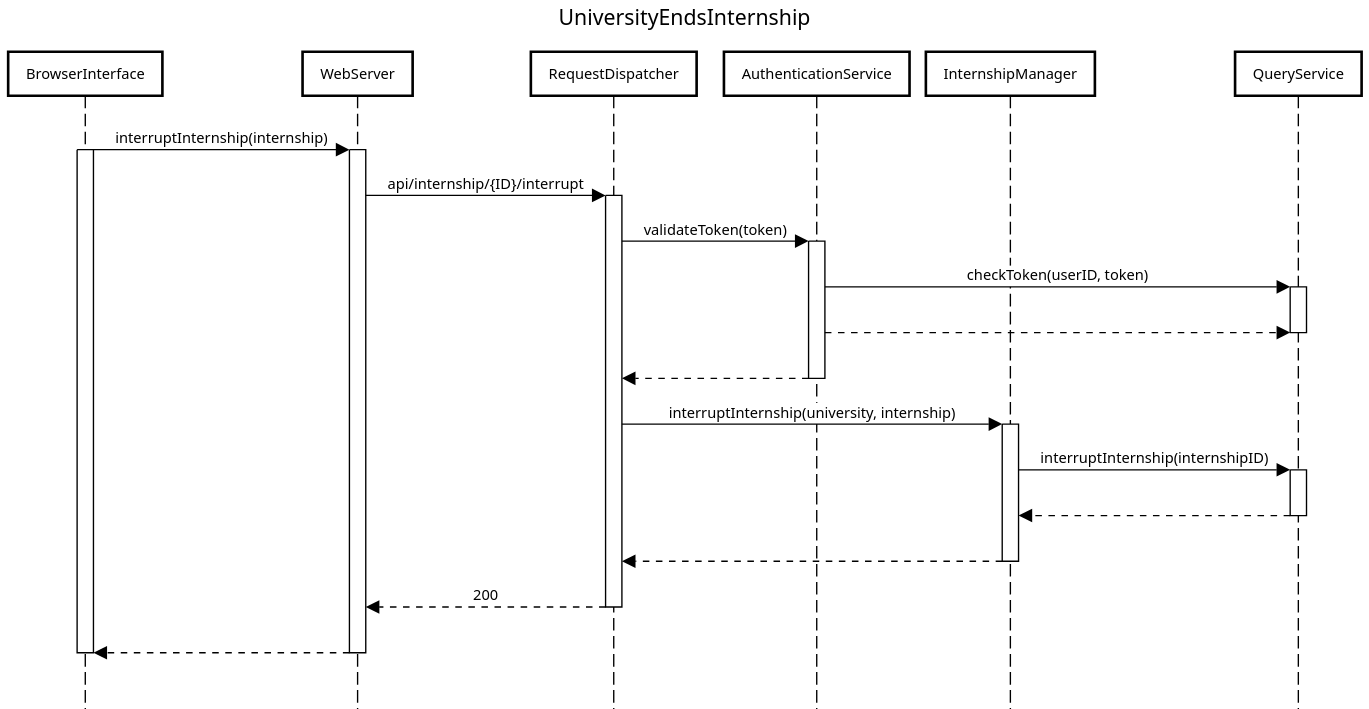 UniversityEndsInternship
BrowserInterface
WebServer
RequestDispatcher
AuthenticationService
InternshipManager
QueryService
interruptInternship(internship)
api/internship/{ID}/interrupt
validateToken(token)
checkToken(userID, token)
interruptInternship(university, internship)
interruptInternship(internshipID)
200